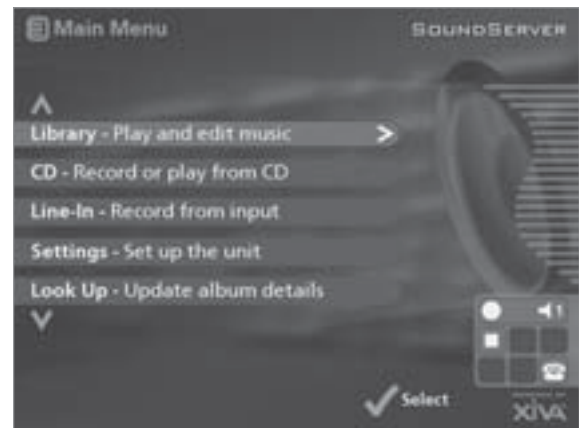 Main Menu
SOUNDSERVER
Library - Play and edit music
CD - Record or play from CD
Line-In - Record from input
Settings - Set up the unit
Look Up - Update album details
1
Select
XiVA